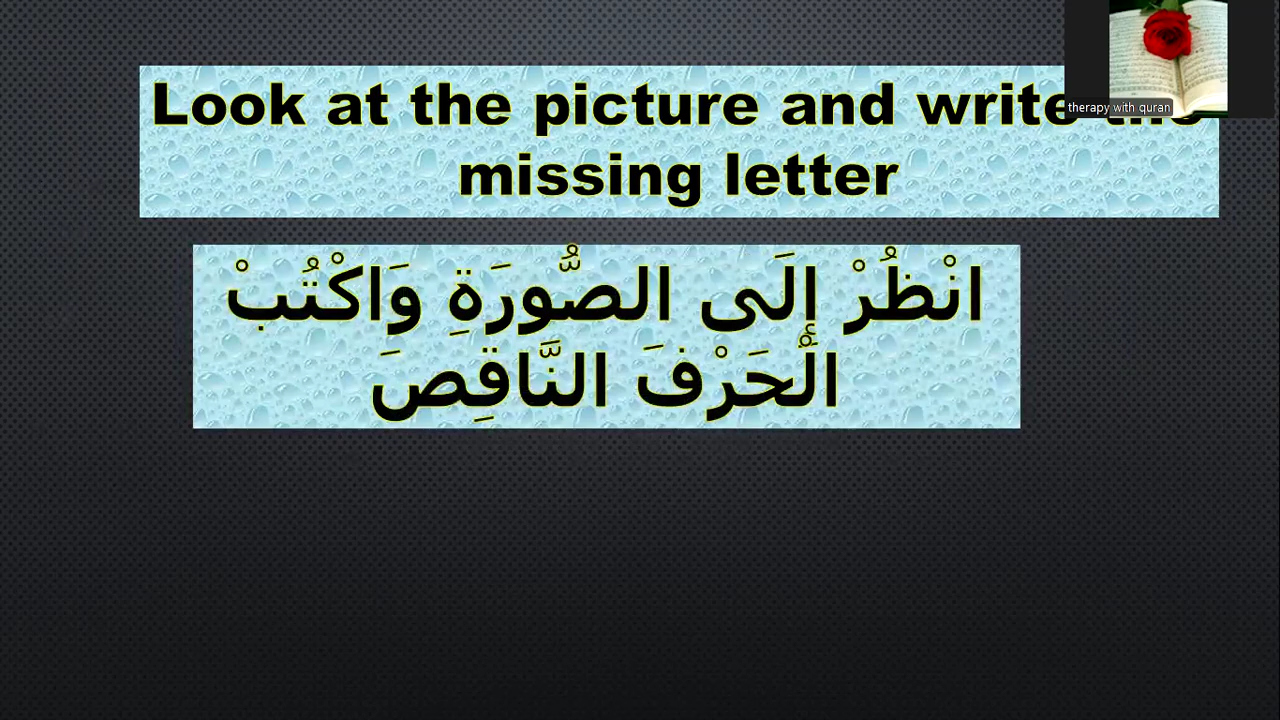 Look at the picture and write the
missing letter
انْظُرْ إِلَى الصُّورَةِ وَاكْتُبْ
الْحَرْفَ النَّاقِصَ
therapy with quran